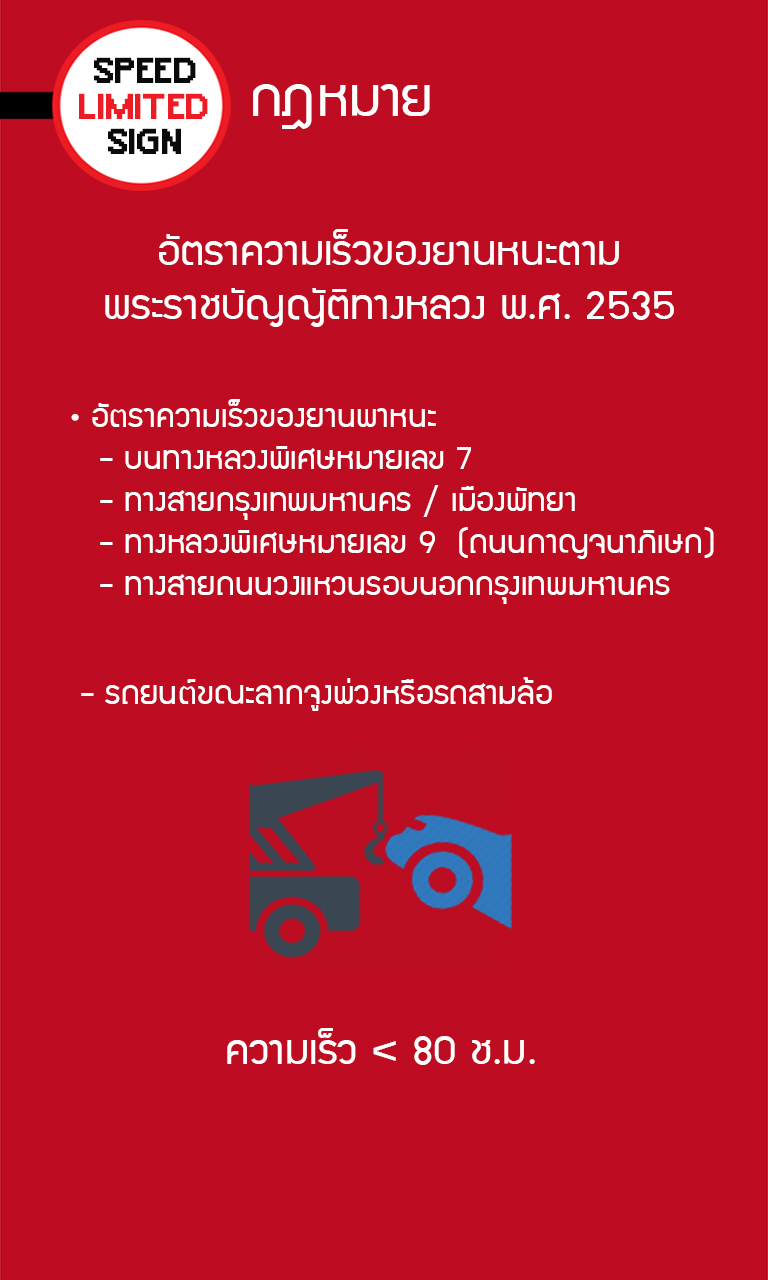 SPEED
LIMITED
SIGN
กฎหมาย
อัตราความเร็วของยานหนะตาม
พระราชบัญญัติทางหลวง พ.ศ. 2535
• อัตราความเร็วของยานพาหนะ
- บนทางหลวงพิเศษหมายเลข 7
- ทางสายกรุงเทพมหานคร / เมืองพัทยา
- ทางหลวงพิเศษหมายเลข 9 (ถนนกาญจนาภิเษก)
- ทางสายถนนวงแหวนรอบนอกกรุงเทพมหานคร
- รถยนต์ขณะลากจูงพ่วงหรือรถสามล้อ
ความเร็ว < 80 ช.ม.